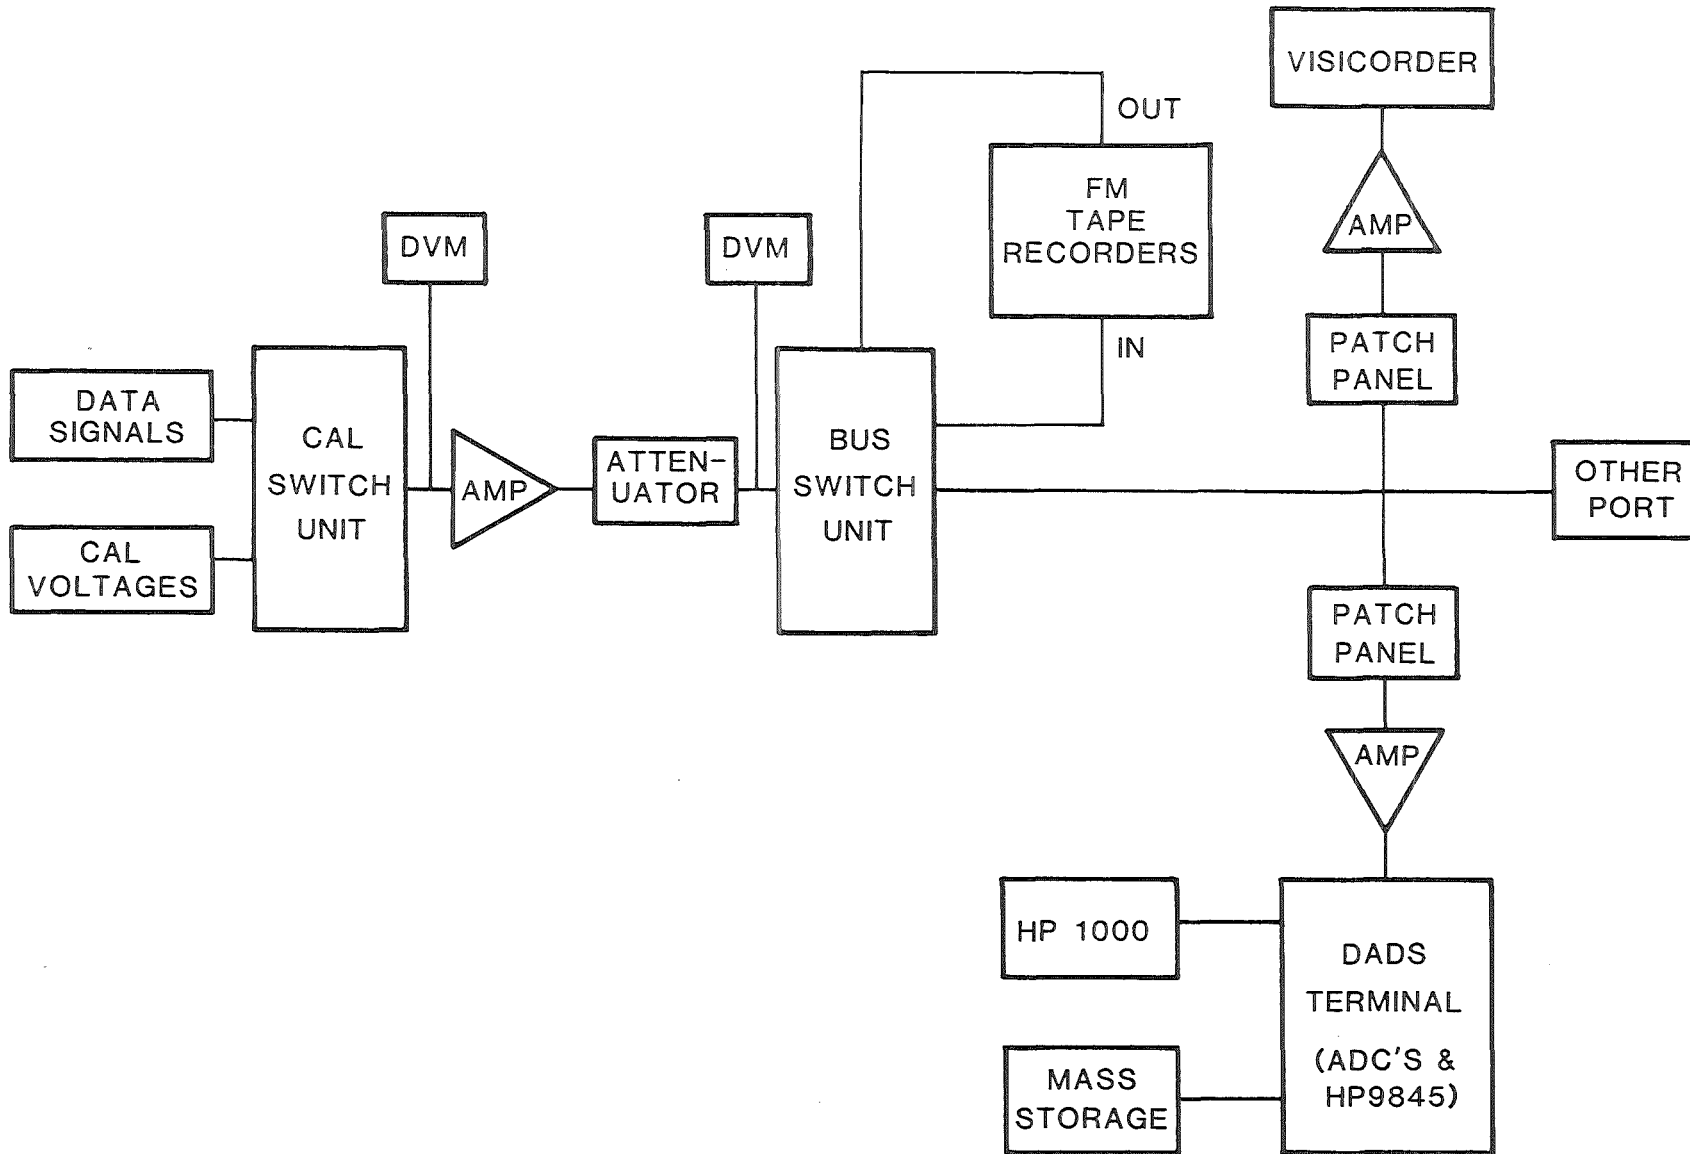 VISICORDER
OUT
FM
TAPE
RECORDERS
AMP
DVM
DVM
IN
PATCH
PANEL
DATA
SIGNALS
CAL
SWITCH
UNIT
AMP
ATTEN-
UATOR
BUS
SWITCH
UNIT
OTHER
PORT
CAL
VOLTAGES
PATCH
PANEL
AMP
HP 1000
DADS
TERMINAL
(ADC'S &
HP9845)
MASS
STORAGE